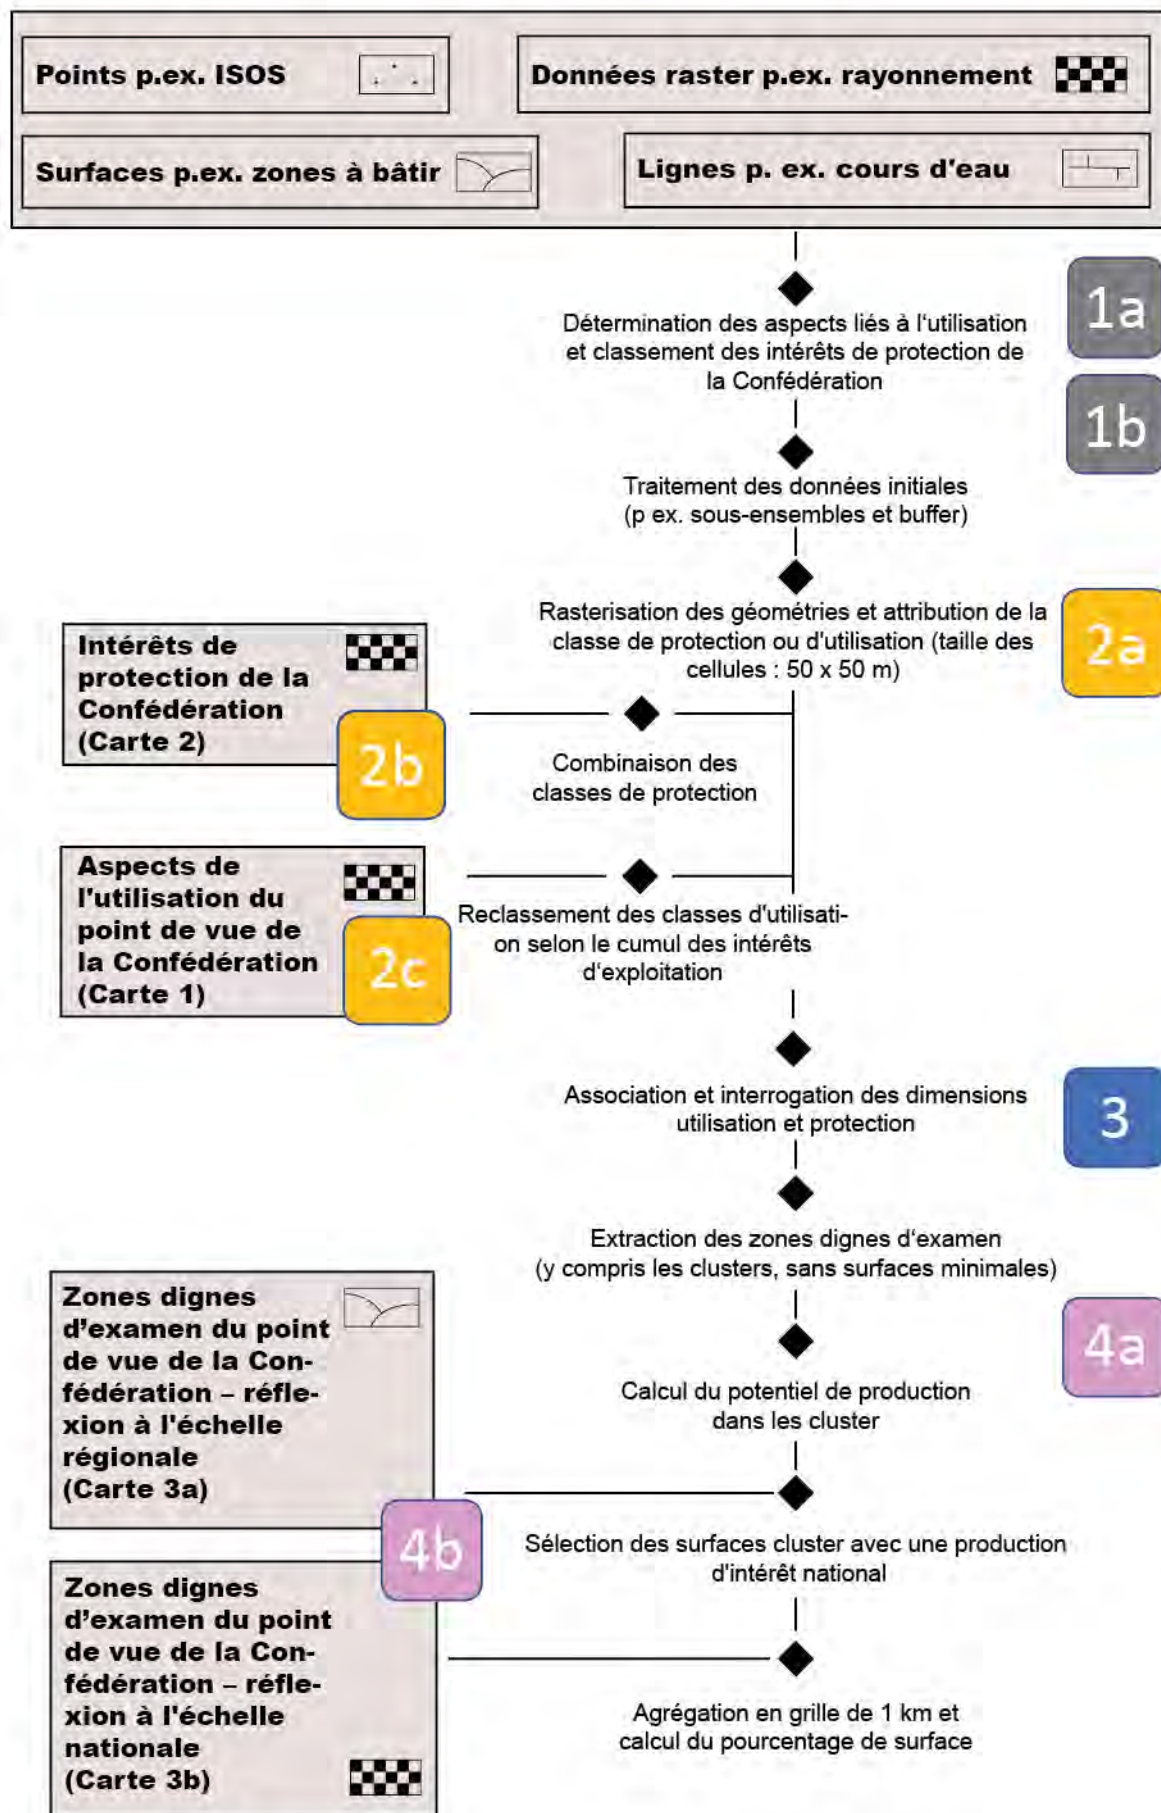 Points p.ex. ISOS
Données raster p.ex. rayonnement
Surfaces p.ex. zones à bâtir
Lignes p. ex. cours d'eau
1a
Détermination des aspects liés à l'utilisation
et classement des intérêts de protection de
la Confédération
1b
Traitement des données initiales
(p ex. sous-ensembles et buffer)
Rasterisation des géométries et attribution de la
classe de protection ou d'utilisation (taille des
cellules : 50 x 50 m)
2a
Intérêts de
protection de la
Confédération
(Carte 2)
2b
Combinaison des
classes de protection
Aspects de
l'utilisation du
point de vue de
la Confédération
(Carte 1)
2c
Reclassement des classes d'utilisati-
on selon le cumul des intérêts
d'exploitation
Association et interrogation des dimensions
utilisation et protection
3
Extraction des zones dignes d'examen
(y compris les clusters, sans surfaces minimales)
4a
Calcul du potentiel de production
dans les cluster
Zones dignes
d'examen du point
de vue de la Con-
fédération – réfle-
xion à l'échelle
régionale
(Carte 3a)
4b
Sélection des surfaces cluster avec une production
d'intérêt national
Zones dignes
d'examen du point
de vue de la Con-
fédération – réfle-
xion à l'échelle
nationale
(Carte 3b)
Agrégation en grille de 1 km et
calcul du pourcentage de surface